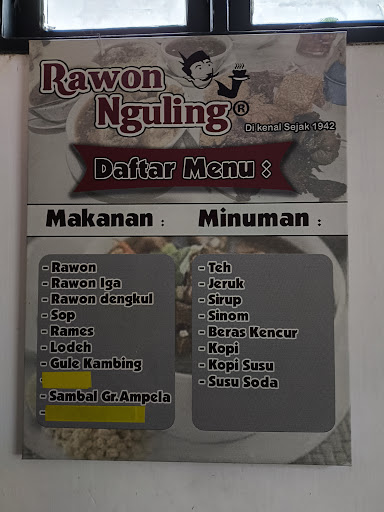 Rawon
Nguling ®
Di kenal Sejak 1942
Daftar Menu :
Makanan :
- Rawon
- Rawon Iga
- Rawon dengkul
- Sop
- Rames
- Lodeh
- Gule Kambing
-
- Sambal Gr.Ampela
-
Minuman :
- Teh
- Jeruk
- Sirup
- Sinom
- Beras Kencur
- Kopi
- Kopi Susu
- Susu Soda